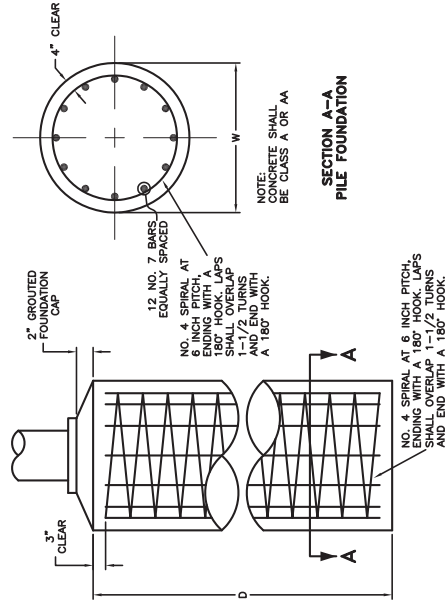 4" CLEAR
W
12 NO. 7 BARS
EQUALLY SPACED
NO. 4 SPIRAL AT
6 INCH PITCH,
ENDING WITH A
180° HOOK. LAPS
SHALL OVERLAP
1-1/2 TURNS
AND END WITH
A 180° HOOK.
NOTE:
CONCRETE SHALL
BE CLASS A OR AA
SECTION A-A
PILE FOUNDATION
2" GROUTED
FOUNDATION
CAP
3"
CLEAR
D
A
A
NO. 4 SPIRAL AT 6 INCH PITCH,
ENDING WITH A 180° HOOK. LAPS
SHALL OVERLAP 1-1/2 TURNS
AND END WITH A 180° HOOK.